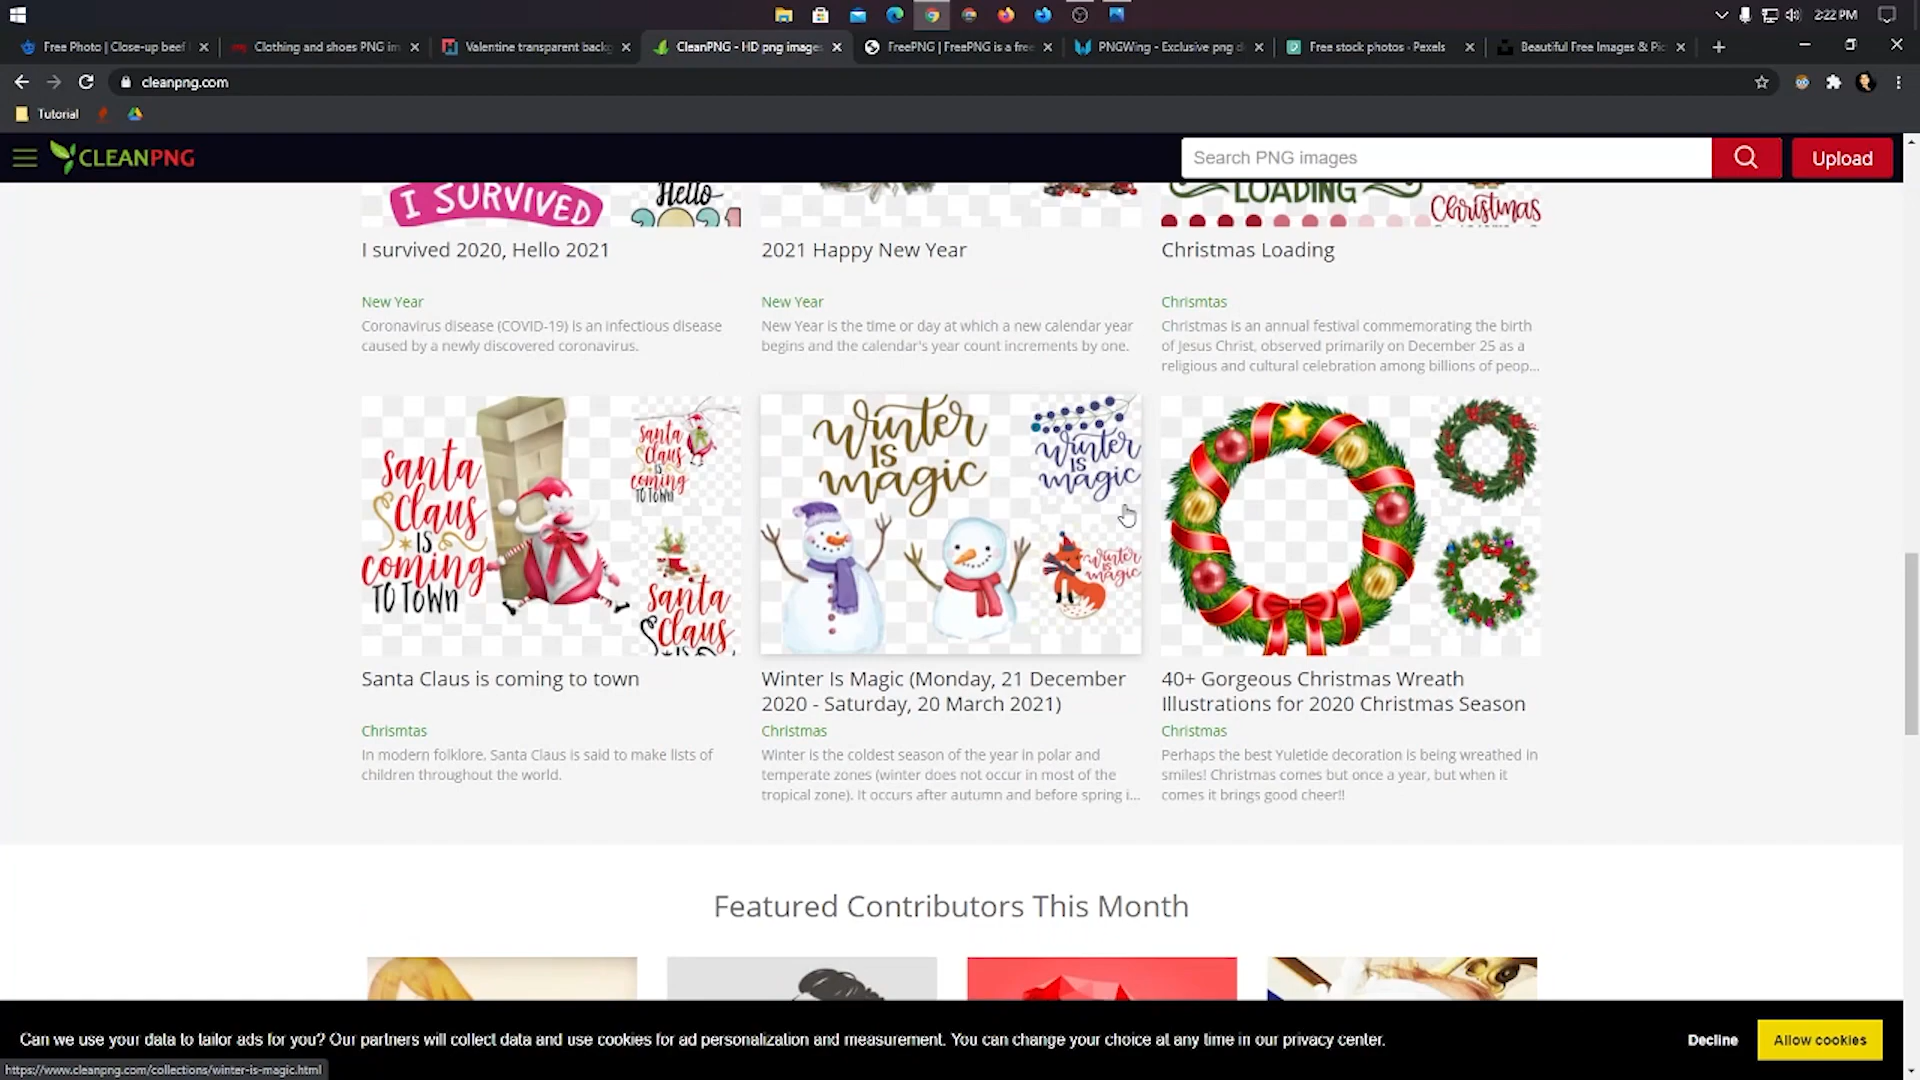 2:22 PM
Free Photo | Close-up beef
Clothing and shoes PNG im
Valentine transparent backg
CleanPNG - HD png images
FreePNG | FreePNG is a free
PNGWing - Exclusive png d
Free stock photos - Pexels
Beautiful Free Images & Pic
cleanpng.com
Tutorial
CLEANPNG
Search PNG images
Upload
I SURVIVED
Hello
2021
LOADING
Christmas
I survived 2020, Hello 2021
2021 Happy New Year
Christmas Loading
New Year
New Year
Chrismtas
Coronavirus disease (COVID-19) is an infectious disease
caused by a newly discovered coronavirus.
New Year is the time or day at which a new calendar year
begins and the calendar's year count increments by one.
Christmas is an annual festival commemorating the birth
of Jesus Christ, observed primarily on December 25 as a
religious and cultural celebration among billions of peop...
Santa
Claus
IS
coming
TO TOWN
Santa
Claus
IS
coming
TO TOWN
Santa
Claus
IS
winter
IS
magic
winter
IS
magic
winter
IS
magic
Santa Claus is coming to town
Winter Is Magic (Monday, 21 December
2020 - Saturday, 20 March 2021)
40+ Gorgeous Christmas Wreath
Illustrations for 2020 Christmas Season
Chrismtas
Christmas
Christmas
In modern folklore, Santa Claus is said to make lists of
children throughout the world.
Winter is the coldest season of the year in polar and
temperate zones (winter does not occur in most of the
tropical zone). It occurs after autumn and before spring i...
Perhaps the best Yuletide decoration is being wreathed in
smiles! Christmas comes but once a year, but when it
comes it brings good cheer!!
Featured Contributors This Month
Can we use your data to tailor ads for you? Our partners will collect data and use cookies for ad personalization and measurement. You can change your choice at any time in our privacy center.
Decline
Allow cookies
https://www.cleanpng.com/collections/winter-is-magic.html